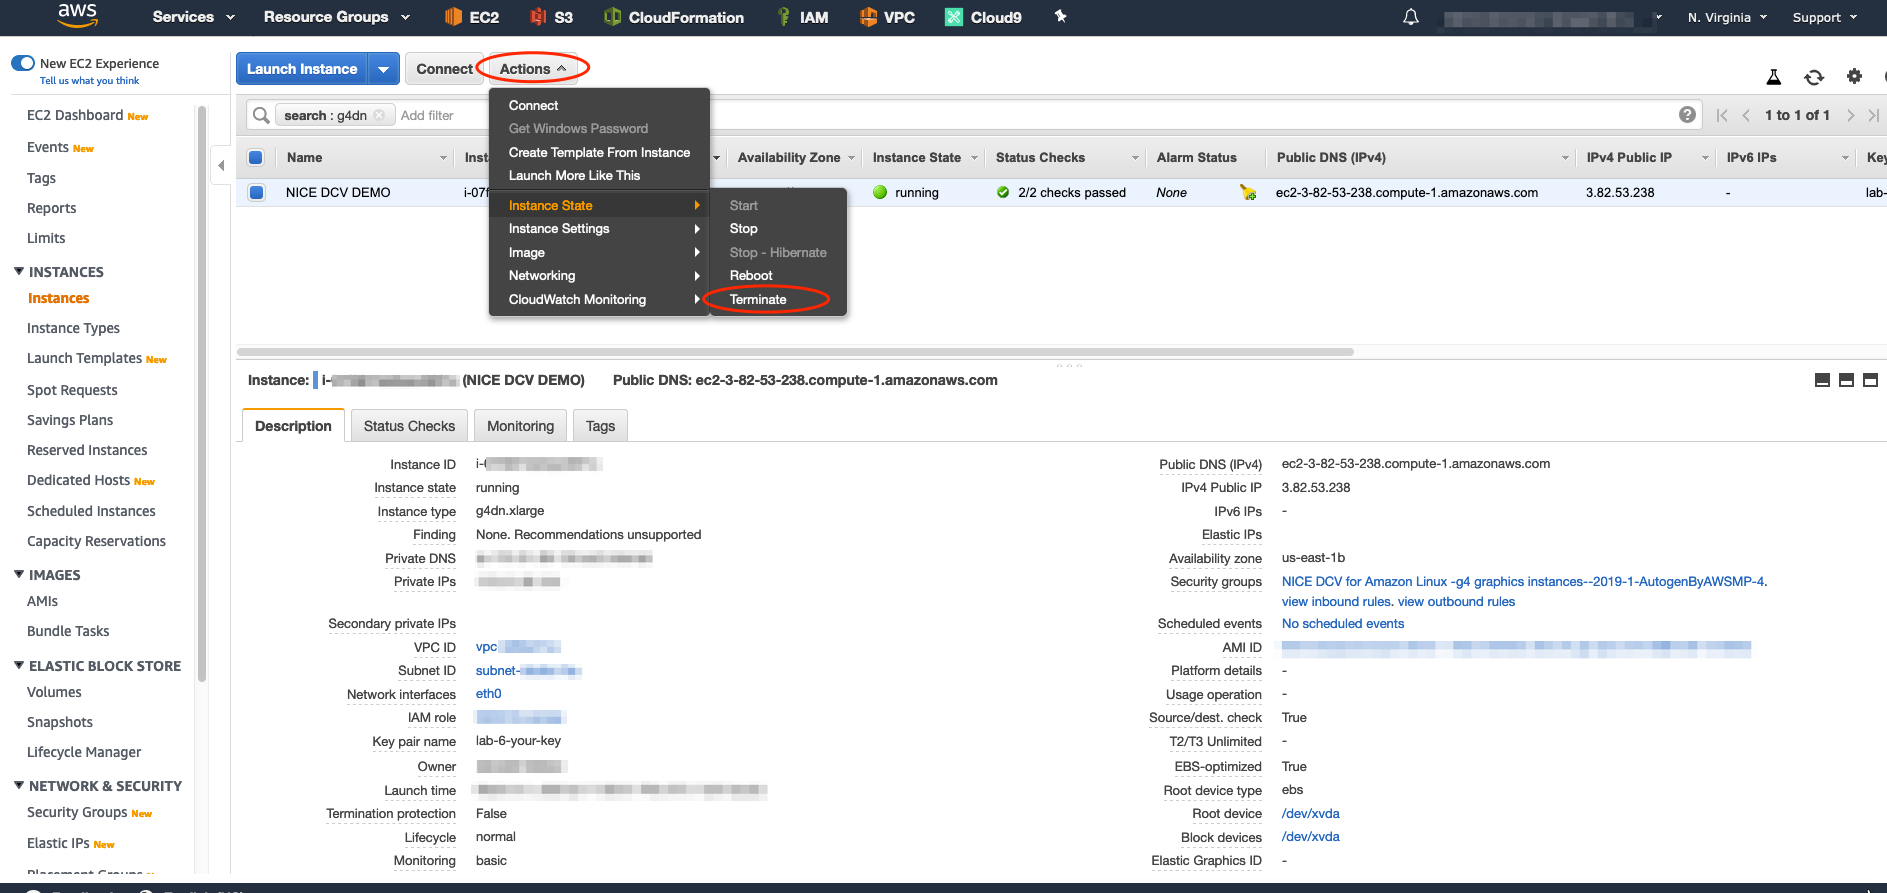 aws Services Resource Groups EC2 S3 CloudFormation IAM VPC Cloud9 N. Virginia Support
New EC2 Experience
Tell us what you think
EC2 Dashboard New
Events New
Tags
Reports
Limits
INSTANCES
Instances
Instance Types
Launch Templates New
Spot Requests
Savings Plans
Reserved Instances
Dedicated Hosts New
Scheduled Instances
Capacity Reservations
IMAGES
AMIs
Bundle Tasks
ELASTIC BLOCK STORE
Volumes
Snapshots
Lifecycle Manager
NETWORK & SECURITY
Security Groups New
Elastic IPs New
Launch Instance Connect Actions
search : g4dn Add filter 1 to 1 of 1
Name Availability Zone Instance State Status Checks Alarm Status Public DNS (IPv4) IPv4 Public IP IPv6 IPs Key
NICE DCV DEMO running 2/2 checks passed None ec2-3-82-53-238.compute-1.amazonaws.com 3.82.53.238 - lab-
Connect
Get Windows Password
Create Template From Instance
Launch More Like This
Instance State
Instance Settings
Image
Networking
CloudWatch Monitoring
Start
Stop
Stop - Hibernate
Reboot
Terminate
Instance: i- (NICE DCV DEMO) Public DNS: ec2-3-82-53-238.compute-1.amazonaws.com
Description Status Checks Monitoring Tags
Instance ID i-
Instance state running
Instance type g4dn.xlarge
Finding None. Recommendations unsupported
Private DNS
Private IPs
Secondary private IPs
VPC ID vpc
Subnet ID subnet-
Network interfaces eth0
IAM role
Key pair name lab-6-your-key
Owner
Launch time
Termination protection False
Lifecycle normal
Monitoring basic
Public DNS (IPv4) ec2-3-82-53-238.compute-1.amazonaws.com
IPv4 Public IP 3.82.53.238
IPv6 IPs -
Elastic IPs
Availability zone us-east-1b
Security groups NICE DCV for Amazon Linux -g4 graphics instances--2019-1-AutogenByAWSMP-4.
view inbound rules. view outbound rules
Scheduled events No scheduled events
AMI ID
Platform details -
Usage operation -
Source/dest. check True
T2/T3 Unlimited -
EBS-optimized True
Root device type ebs
Root device /dev/xvda
Block devices /dev/xvda
Elastic Graphics ID -